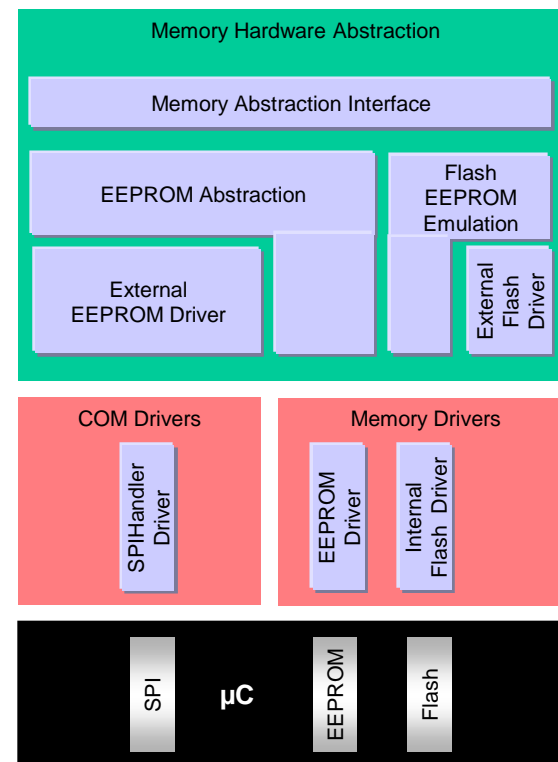 Memory Hardware Abstraction
Memory Abstraction Interface
EEPROM Abstraction
Flash
EEPROM
Emulation
External
EEPROM Driver
External
Flash
Driver
COM Drivers
Memory Drivers
SPIHandler
Driver
EEPROM
Driver
Internal
Flash Driver
SPI
µC
EEPROM
Flash